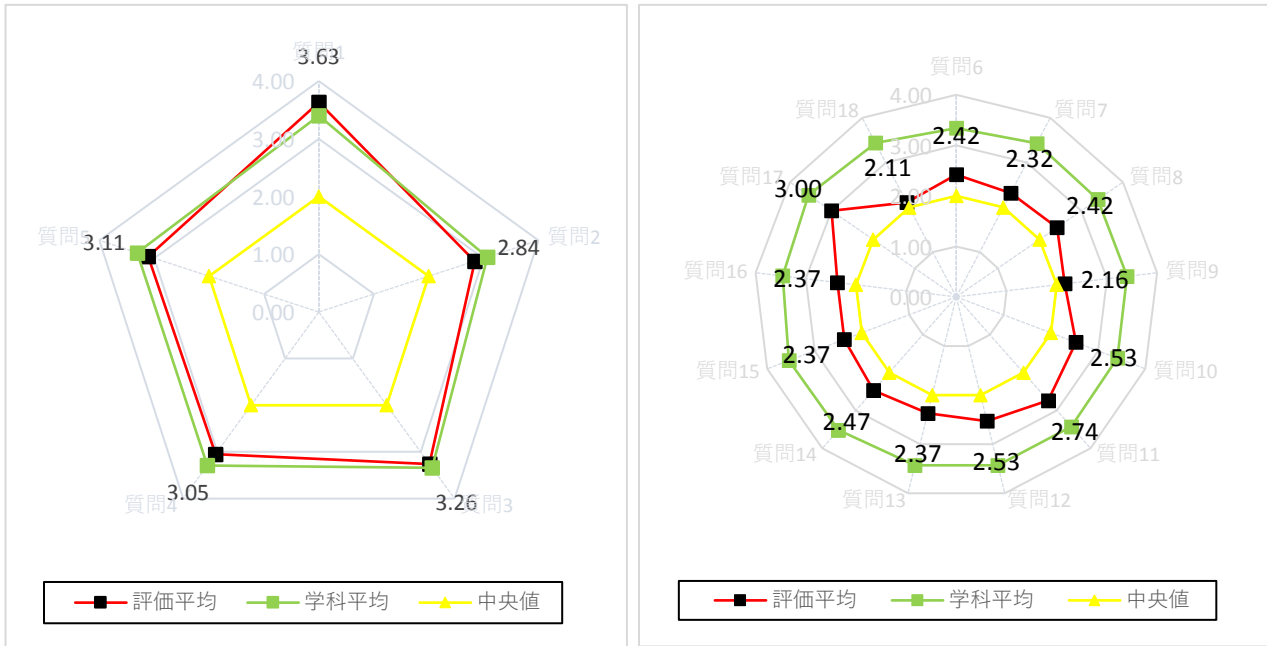 質問1
3.63
4.00
3.00
2.00
1.00
0.00
質問2
2.84
質問3
3.26
質問4
3.05
質問5
3.11
評価平均
学科平均
中央値
質問6
4.00
2.42
3.00
2.00
1.00
0.00
質問7
2.32
質問8
2.42
質問9
2.16
質問10
2.53
質問11
2.74
質問12
2.53
質問13
2.37
質問14
2.47
質問15
2.37
質問16
2.37
質問17
3.00
質問18
2.11
評価平均
学科平均
中央値